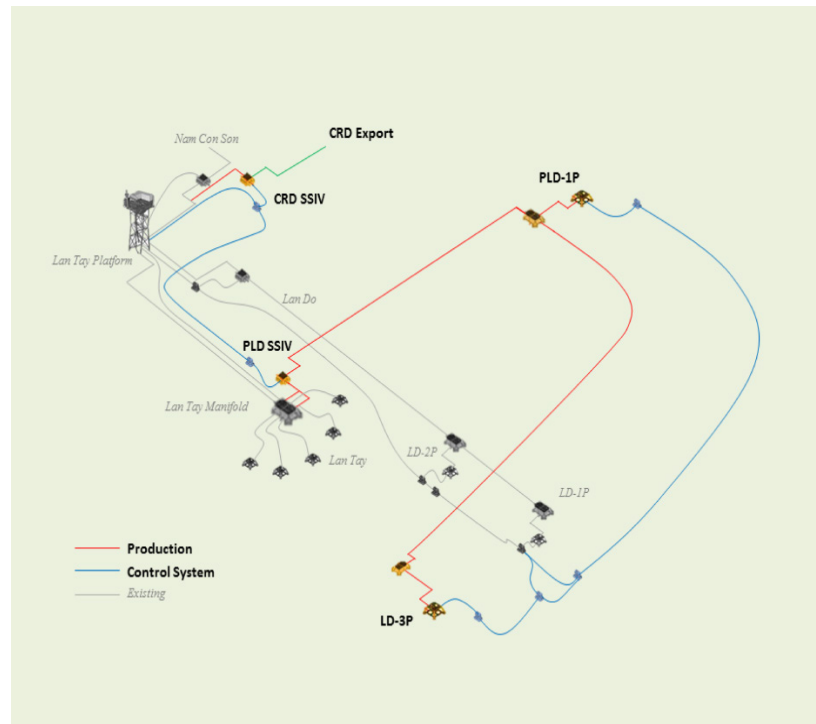 CRD Export
Nam Con Son
PLD-1P
CRD SSIV
Lan Tay Platform
Lan Do
PLD SSIV
Lan Tay Manifold
LD-2P
Lan Tay
LD-1P
Production
Control System
Existing
LD-3P